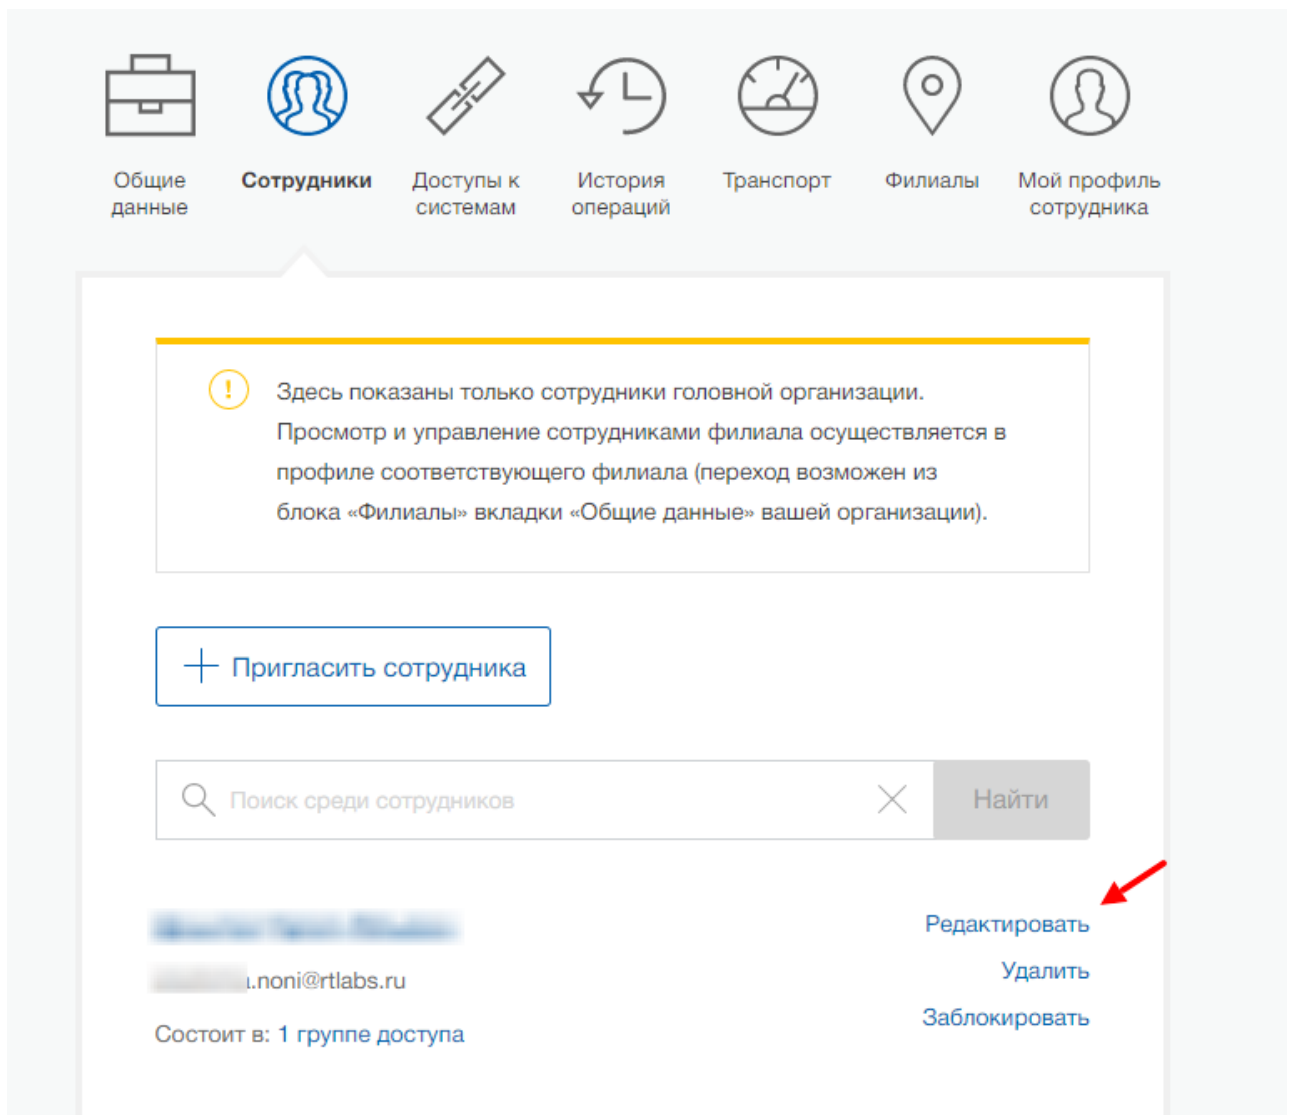 Общие данные
Сотрудники
Доступы к системам
История операций
Транспорт
Филиалы
Мой профиль сотрудника
Здесь показаны только сотрудники головной организации.
Просмотр и управление сотрудниками филиала осуществляется в
профиле соответствующего филиала (переход возможен из
блока «Филиалы» вкладки «Общие данные» вашей организации).
Пригласить сотрудника
Поиск среди сотрудников
Найти
Редактировать
.noni@rtlabs.ru
Удалить
Заблокировать
Состоит в: 1 группе доступа